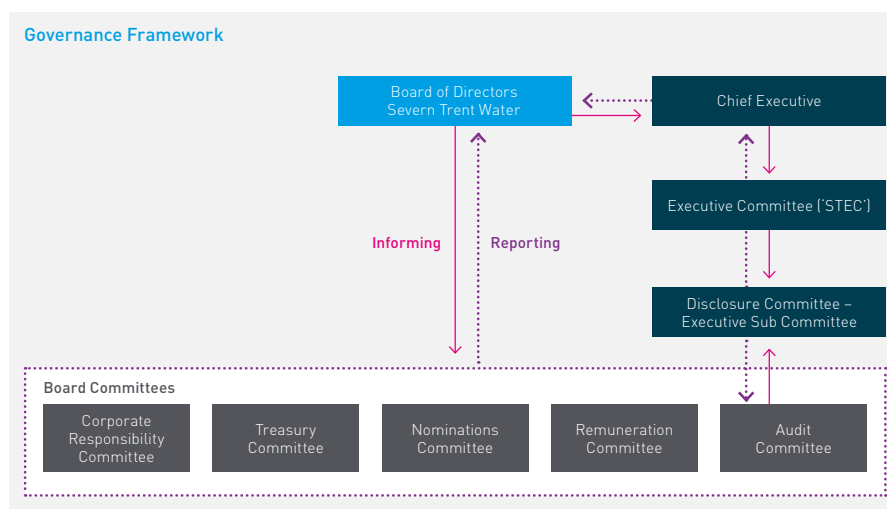 Governance Framework
Board of Directors
Severn Trent Water
Chief Executive
Executive Committee (‘STEC’)
Informing
Reporting
Disclosure Committee –
Executive Sub Committee
Board Committees
Corporate
Responsibility
Committee
Treasury
Committee
Nominations
Committee
Remuneration
Committee
Audit
Committee